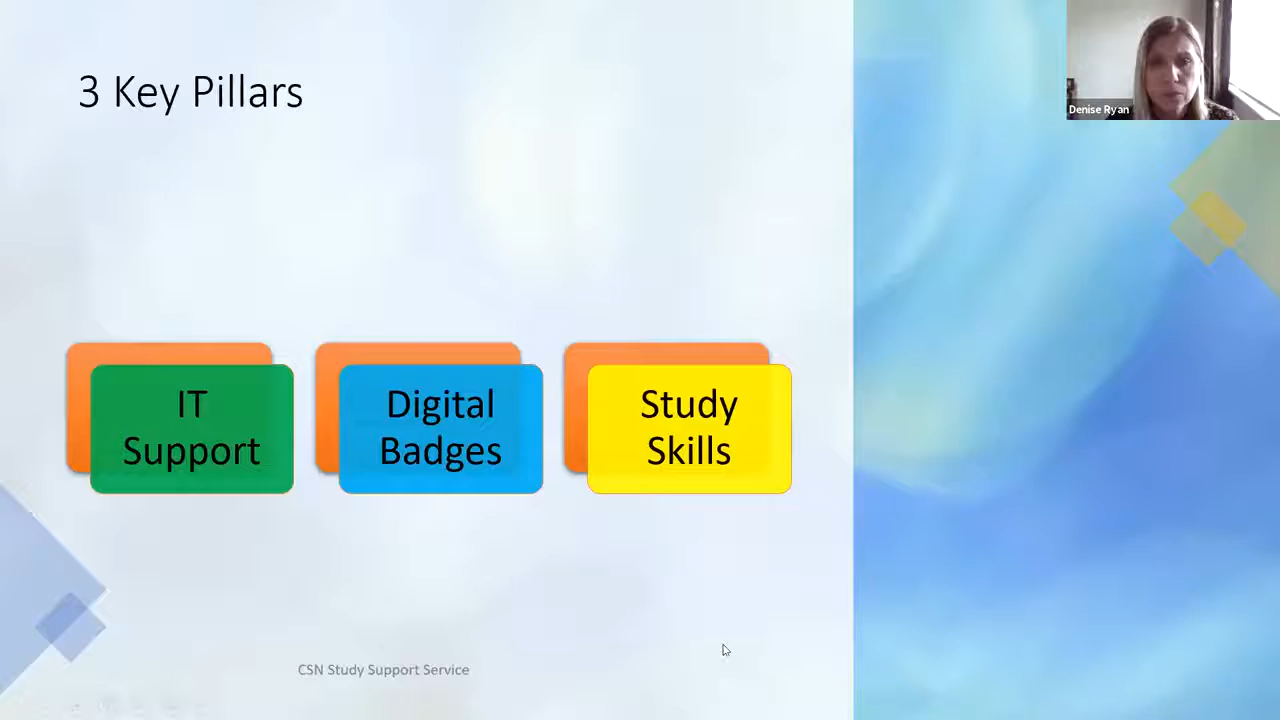 3 Key Pillars
Denise Ryan
IT
Support
Digital
Badges
Study
Skills
CSN Study Support Service